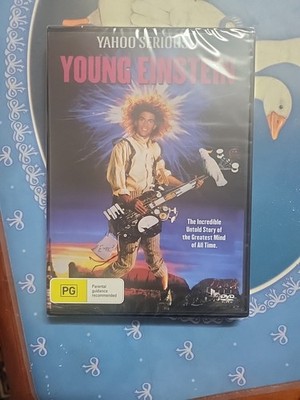 YAHOO SERIOUS
YOUNG EINSTEIN
The Incredible
Untold Story of
the Greatest Mind
of All Time.
PG
Parental
guidance
recommended
DVD